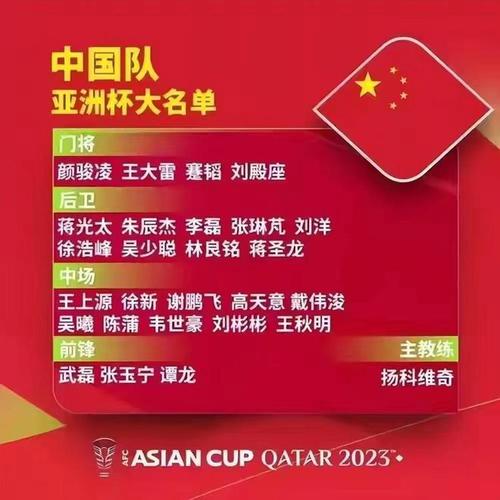 中国队
亚洲杯大名单
门将
颜骏凌 王大雷 蹇韬 刘殿座
后卫
蒋光太 朱辰杰 李磊 张琳芃 刘洋
徐浩峰 吴少聪 林良铭 蒋圣龙
中场
王上源 徐新 谢鹏飞 高天意 戴伟浚
吴曦 陈蒲 韦世豪 刘彬彬 王秋明
前锋 主教练
武磊 张玉宁 谭龙 扬科维奇
AFC ASIAN CUP QATAR 2023™